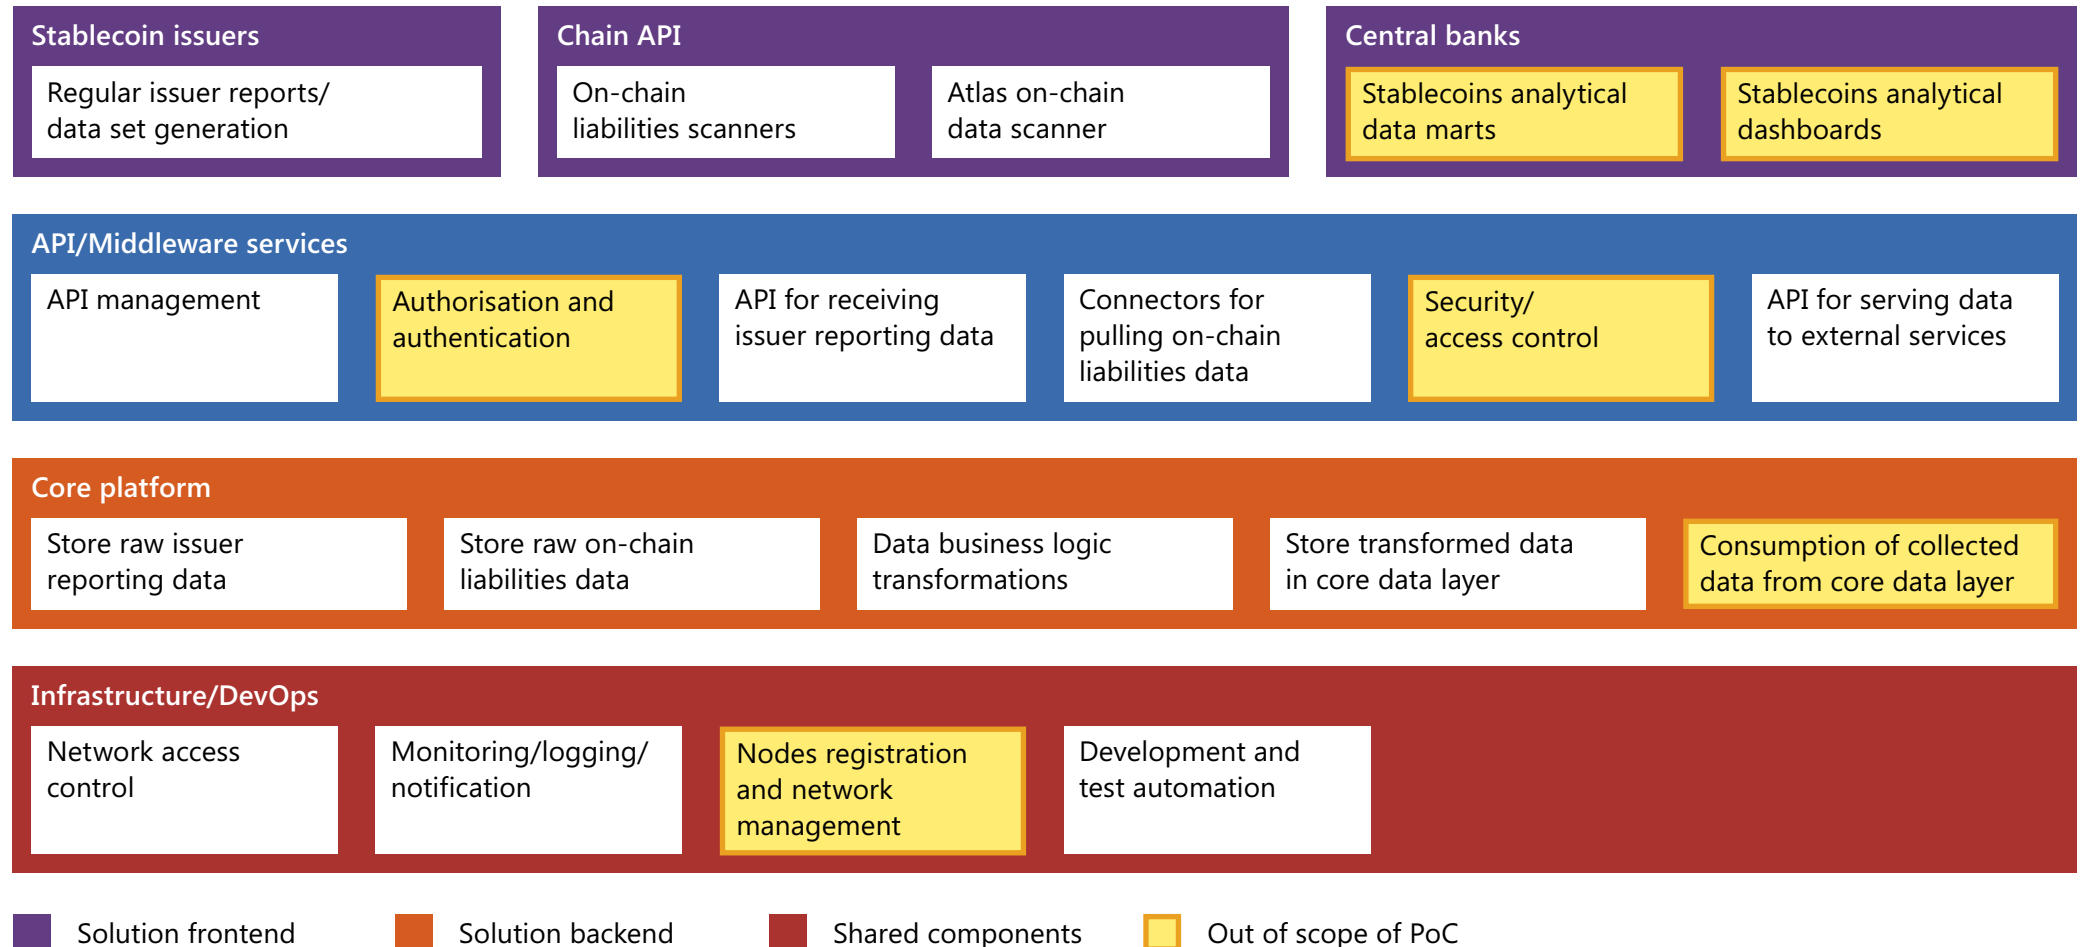 Stablecoin issuers
Regular issuer reports/
data set generation
Chain API
On-chain
liabilities scanners
Atlas on-chain
data scanner
Central banks
Stablecoins analytical
data marts
Stablecoins analytical
dashboards
API/Middleware services
API management
Authorisation and
authentication
API for receiving
issuer reporting data
Connectors for
pulling on-chain
liabilities data
Security/
access control
API for serving data
to external services
Core platform
Store raw issuer
reporting data
Store raw on-chain
liabilities data
Data business logic
transformations
Store transformed data
in core data layer
Consumption of collected
data from core data layer
Infrastructure/DevOps
Network access
control
Monitoring/logging/
notification
Nodes registration
and network
management
Development and
test automation
Solution frontend
Solution backend
Shared components
Out of scope of PoC